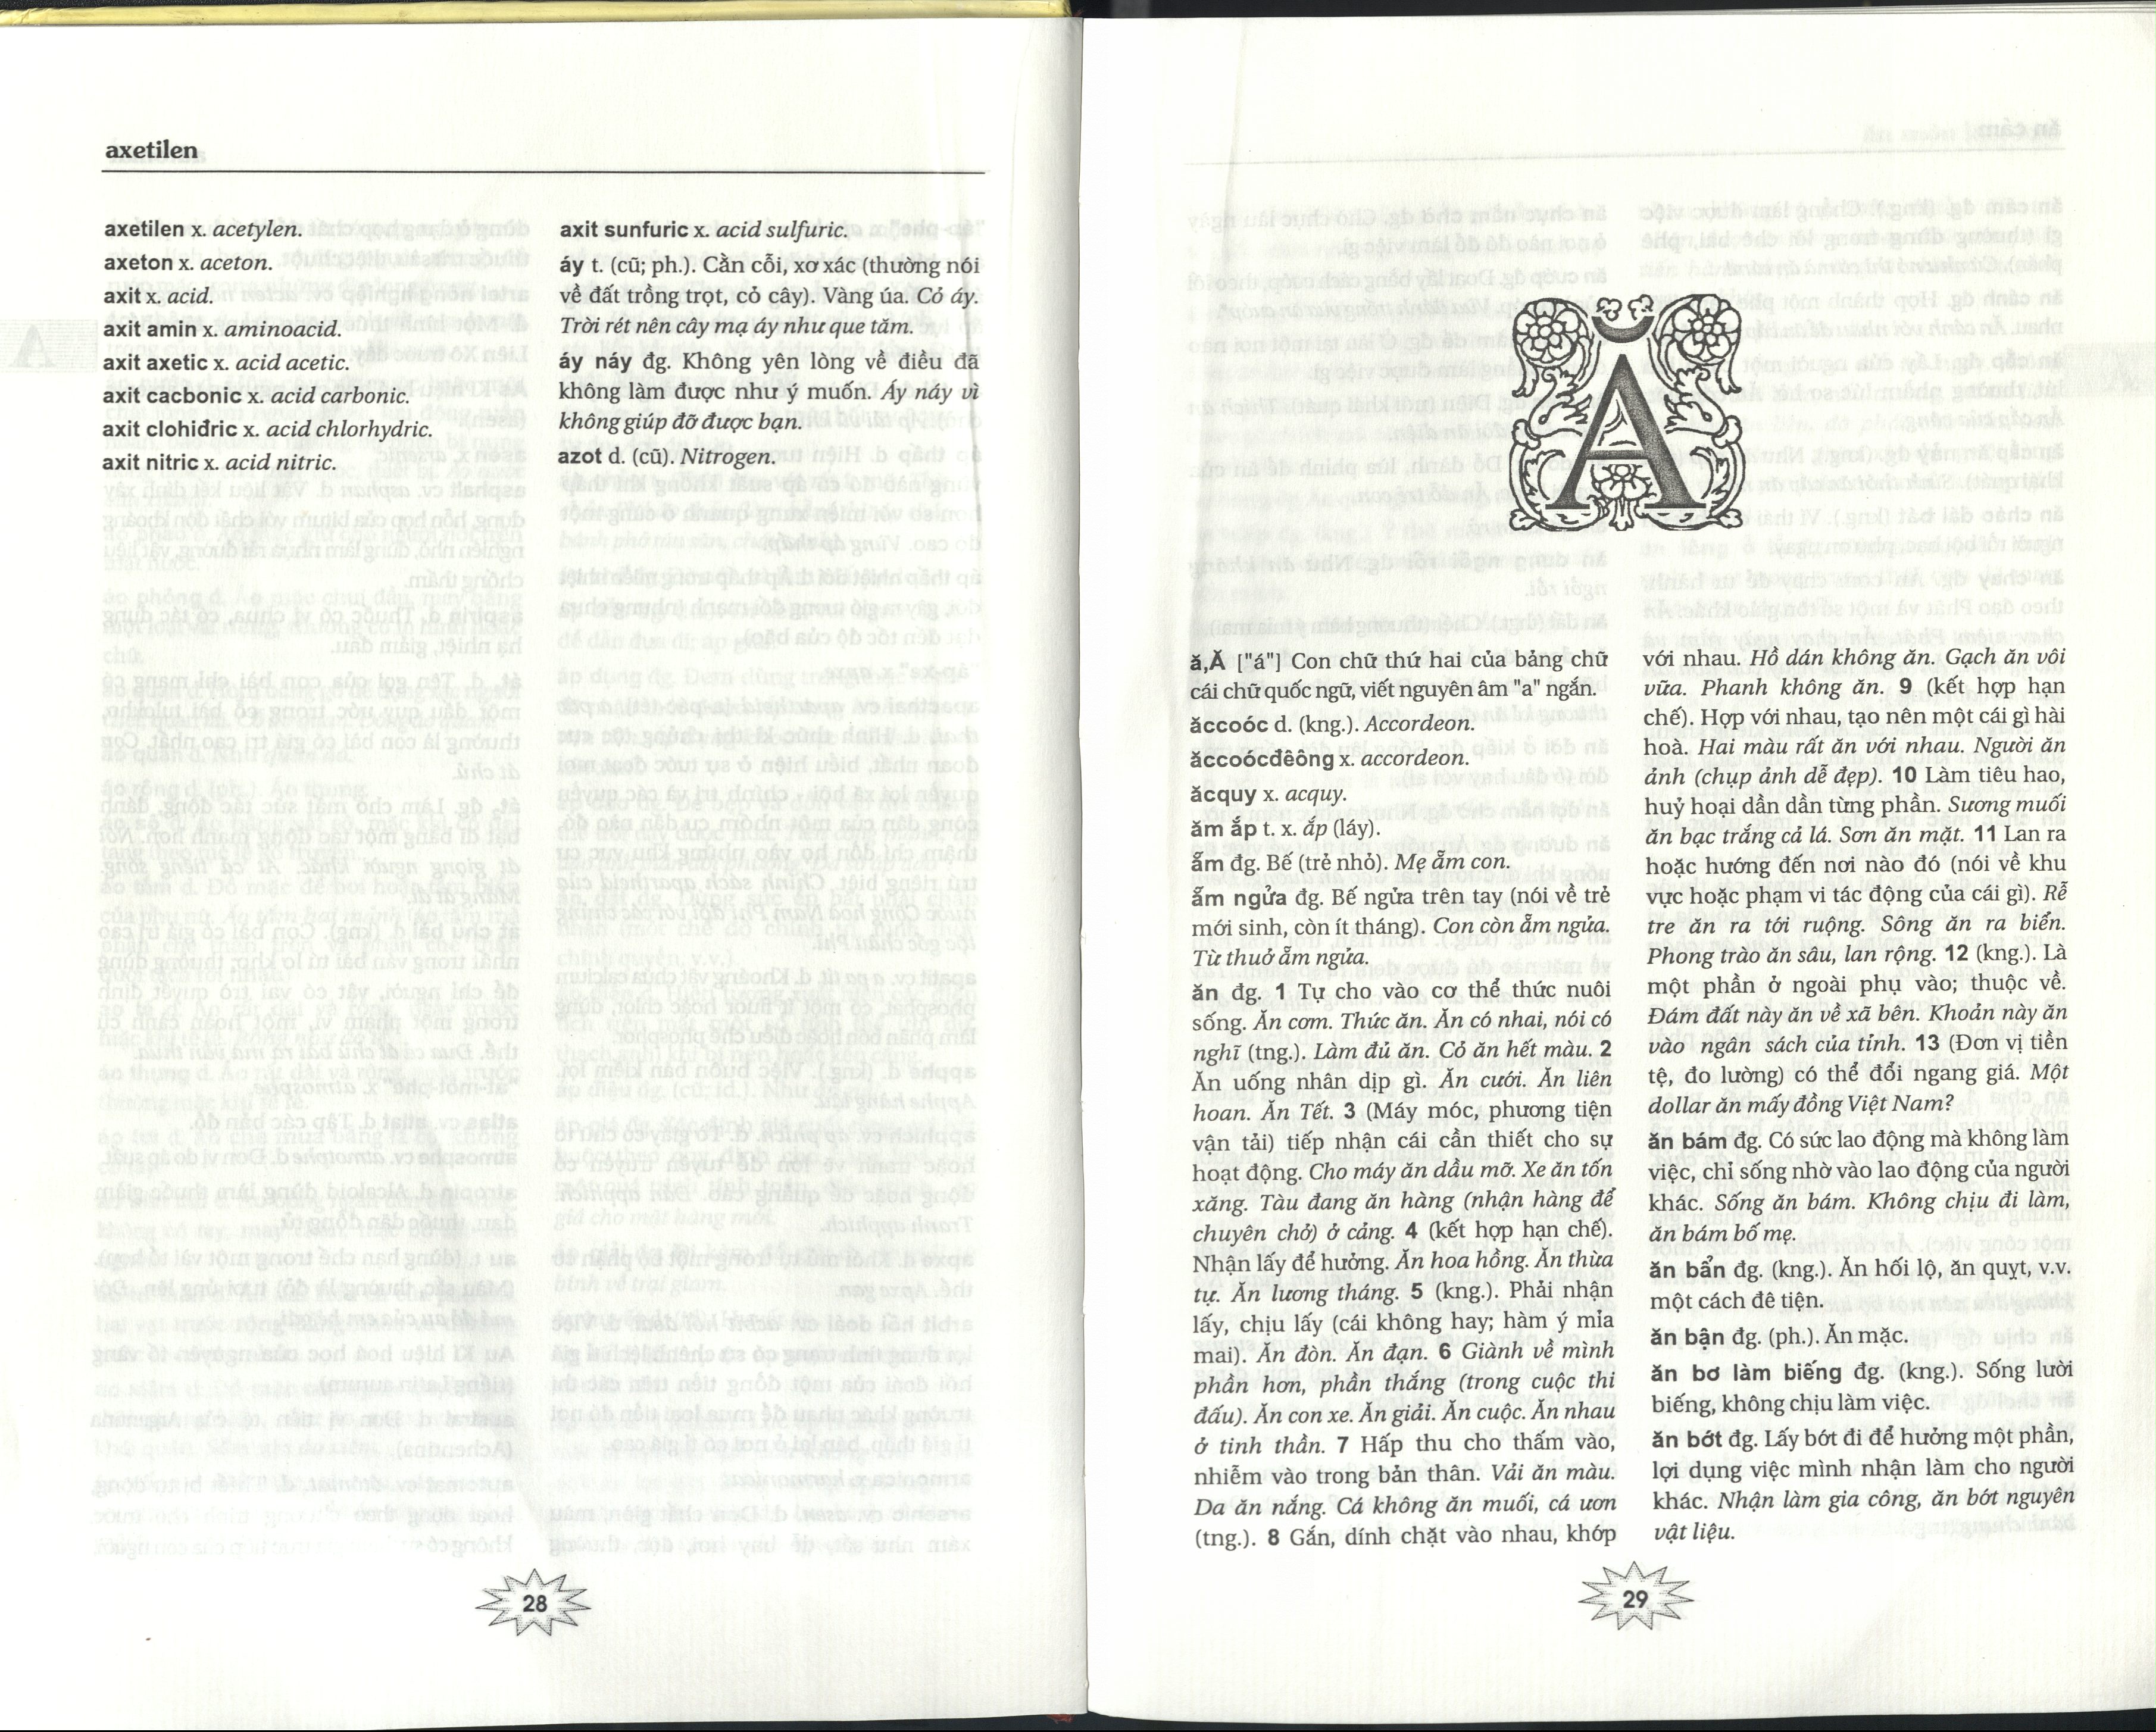 axetilen
axetilen x. acetylen.
axeton x. aceton.
axit x. acid.
axit amin x. aminoacid.
axit axetic x. acid acetic.
axit cacbonic x. acid carbonic.
axit clohiđric x. acid chlorhydric.
axit nitric x. acid nitric.
axit sunfuric x. acid sulfuric.
áy t. (cũ; ph.). Cằn cỗi, xơ xác (thường nói
về đất trồng trọt, cỏ cây). Vàng úa. Cỏ áy.
Trời rét nên cây mạ áy như que tăm.
áy náy đg. Không yên lòng về điều đã
không làm được như ý muốn. Áy náy vì
không giúp đỡ được bạn.
azot d. (cũ). Nitrogen.
28
Ă
ă,Ă ["á"] Con chữ thứ hai của bảng chữ
cái chữ quốc ngữ, viết nguyên âm "a" ngắn.
ăccoóc d. (kng.). Accordeon.
ăccoócđêông x. accordeon.
ăcquy x. acquy.
ăm ắp t. x. ắp (láy).
ẵm đg. Bế (trẻ nhỏ). Mẹ ẵm con.
ẵm ngửa đg. Bế ngửa trên tay (nói về trẻ
mới sinh, còn ít tháng). Con còn ẵm ngửa.
Từ thuở ẵm ngửa.
ăn đg. 1 Tự cho vào cơ thể thức nuôi
sống. Ăn cơm. Thức ăn. Ăn có nhai, nói có
nghĩ (tng.). Làm đủ ăn. Cỏ ăn hết màu. 2
Ăn uống nhân dịp gì. Ăn cưới. Ăn liên
hoan. Ăn Tết. 3 (Máy móc, phương tiện
vận tải) tiếp nhận cái cần thiết cho sự
hoạt động. Cho máy ăn dầu mỡ. Xe ăn tốn
xăng. Tàu đang ăn hàng (nhận hàng để
chuyên chở) ở cảng. 4 (kết hợp hạn chế).
Nhận lấy để hưởng. Ăn hoa hồng. Ăn thừa
tự. Ăn lương tháng. 5 (kng.). Phải nhận
lấy, chịu lấy (cái không hay; hàm ý mỉa
mai). Ăn đòn. Ăn đạn. 6 Giành về mình
phần hơn, phần thắng (trong cuộc thi
đấu). Ăn con xe. Ăn giải. Ăn cuộc. Ăn nhau
ở tinh thần. 7 Hấp thu cho thấm vào,
nhiễm vào trong bản thân. Vải ăn màu.
Da ăn nắng. Cá không ăn muối, cá ươn
(tng.). 8 Gắn, dính chặt vào nhau, khớp
với nhau. Hồ dán không ăn. Gạch ăn vôi
vữa. Phanh không ăn. 9 (kết hợp hạn
chế). Hợp với nhau, tạo nên một cái gì hài
hoà. Hai màu rất ăn với nhau. Người ăn
ảnh (chụp ảnh dễ đẹp). 10 Làm tiêu hao,
huỷ hoại dần dần từng phần. Sương muối
ăn bạc trắng cả lá. Sơn ăn mặt. 11 Lan ra
hoặc hướng đến nơi nào đó (nói về khu
vực hoặc phạm vi tác động của cái gì). Rễ
tre ăn ra tới ruộng. Sông ăn ra biển.
Phong trào ăn sâu, lan rộng. 12 (kng.). Là
một phần ở ngoài phụ vào; thuộc về.
Đám đất này ăn về xã bên. Khoản này ăn
vào ngân sách của tỉnh. 13 (Đơn vị tiền
tệ, đo lường) có thể đổi ngang giá. Một
dollar ăn mấy đồng Việt Nam?
ăn bám đg. Có sức lao động mà không làm
việc, chỉ sống nhờ vào lao động của người
khác. Sống ăn bám. Không chịu đi làm,
ăn bám bố mẹ.
ăn bẩn đg. (kng.). Ăn hối lộ, ăn quỵt, v.v.
một cách đê tiện.
ăn bận đg. (ph.). Ăn mặc.
ăn bơ làm biếng đg. (kng.). Sống lười
biếng, không chịu làm việc.
ăn bớt đg. Lấy bớt đi để hưởng một phần,
lợi dụng việc mình nhận làm cho người
khác. Nhận làm gia công, ăn bớt nguyên
vật liệu.
29